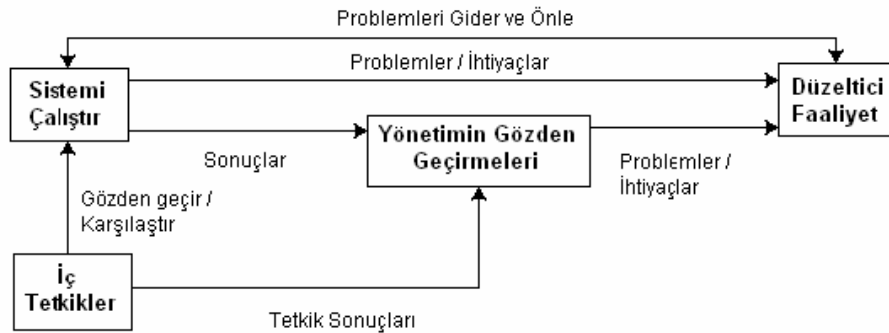 Problemleri Gider ve Önle
Problemler / İhtiyaçlar
Sistemi
Çalıştır
Düzeltici
Faaliyet
Yönetimin Gözden
Geçirmeleri
Sonuçlar
Problemler /
İhtiyaçlar
Gözden geçir /
Karşılaştır
İç
Tetkikler
Tetkik Sonuçları